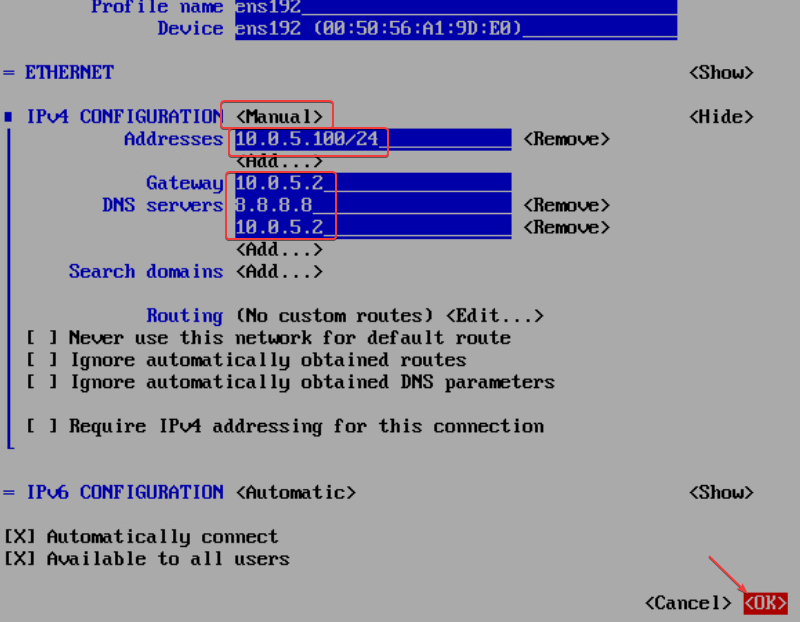 Profile name ens192
Device ens192 (00:50:56:A1:9D:E0)
= ETHERNET <Show>
IPv4 CONFIGURATION <Manual> <Hide>
Addresses 10.0.5.100/24 <Remove>
<Add...>
Gateway 10.0.5.2
DNS servers 8.8.8.8 <Remove>
10.0.5.2 <Remove>
<Add...>
Search domains <Add...>
Routing (No custom routes) <Edit...>
[ ] Never use this network for default route
[ ] Ignore automatically obtained routes
[ ] Ignore automatically obtained DNS parameters
[ ] Require IPv4 addressing for this connection
= IPv6 CONFIGURATION <Automatic> <Show>
[X] Automatically connect
[X] Available to all users
<Cancel> <OK>